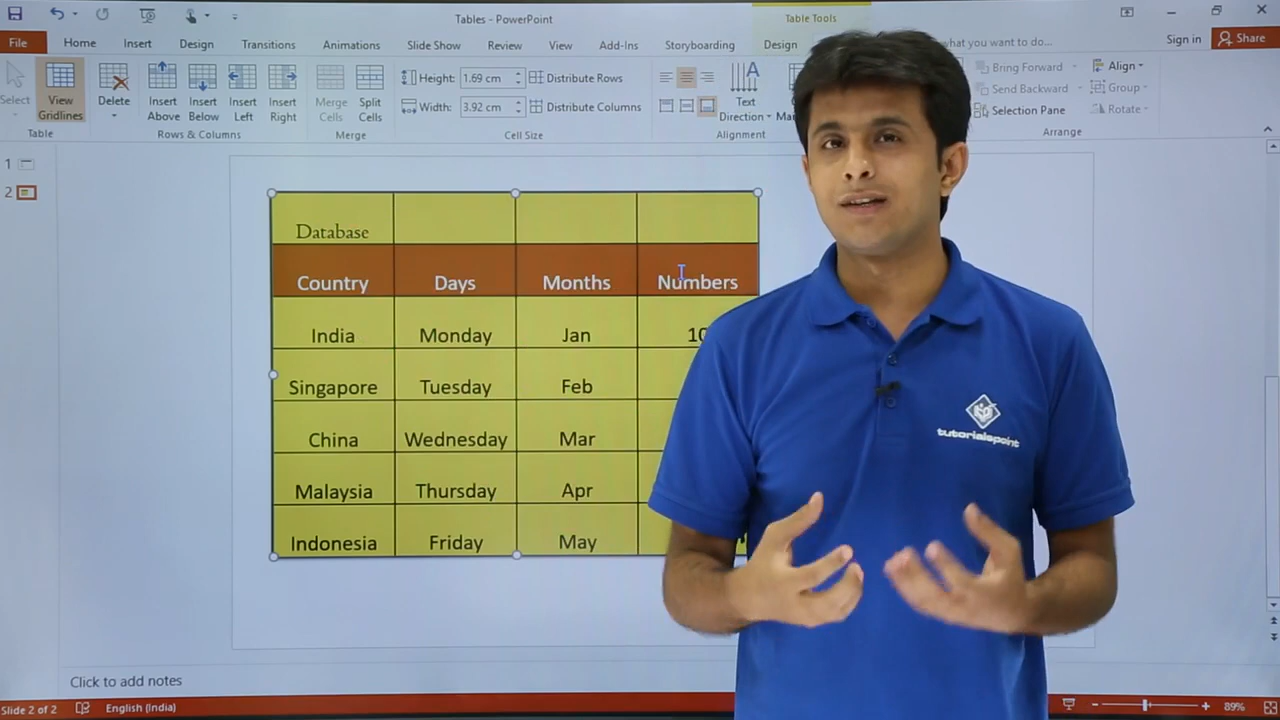 Tables - PowerPoint
Table Tools
File Home Insert Design Transitions Animations Slide Show Review View Add-Ins Storyboarding Design what you want to do... Sign in Share
Select
View Gridlines
Delete
Table
Insert Above
Insert Below
Insert Left
Insert Right
Rows & Columns
Merge Cells
Split Cells
Merge
Height: 1.69 cm Distribute Rows
Width: 3.92 cm Distribute Columns
Cell Size
Text Direction
Alignment
Bring Forward
Send Backward
Selection Pane
Align
Group
Rotate
Arrange
1
2
Database
Country Days Months Numbers
India Monday Jan
Singapore Tuesday Feb
China Wednesday Mar
Malaysia Thursday Apr
Indonesia Friday May
tutorialspoint
Click to add notes
Slide 2 of 2 English (India) 89%